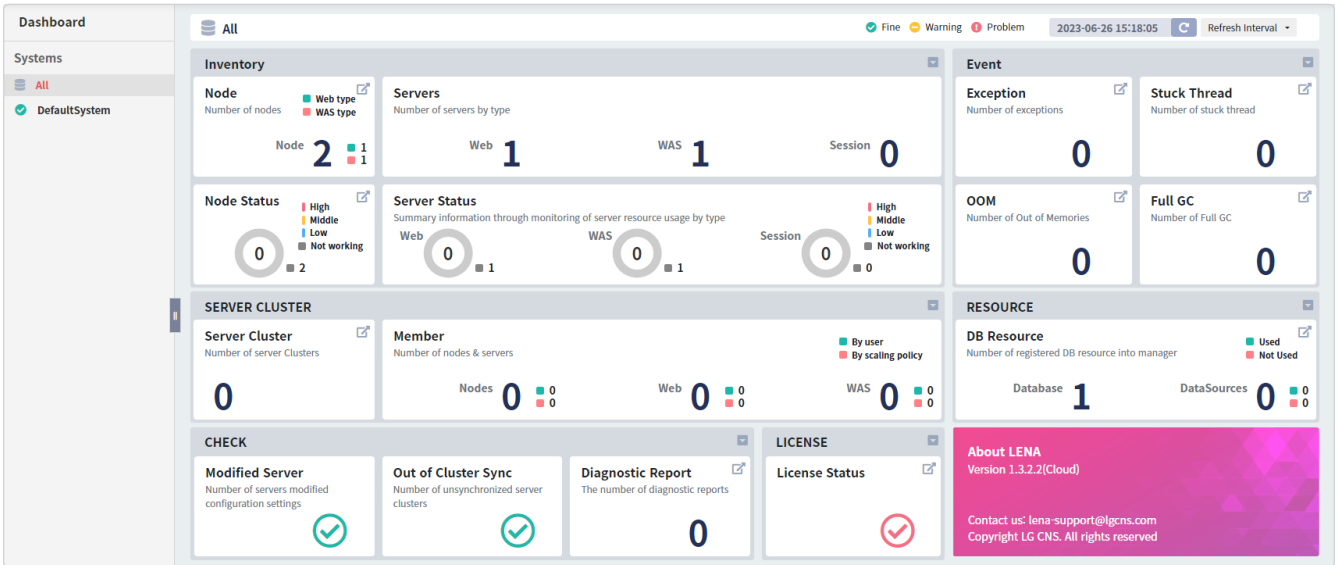 Dashboard
Systems
All
DefaultSystem
All
Fine Warning Problem 2023-06-26 15:18:05 Refresh Interval
Inventory
Node
Number of nodes
Web type
WAS type
Node 2 1
1
Servers
Number of servers by type
Web 1 WAS 1 Session 0
Node Status
High
Middle
Low
Not working
0 2
Server Status
Summary information through monitoring of server resource usage by type
High
Middle
Low
Not working
Web 0 1 WAS 0 1 Session 0 0
Event
Exception
Number of exceptions
0
Stuck Thread
Number of stuck thread
0
OOM
Number of Out of Memories
0
Full GC
Number of Full GC
0
SERVER CLUSTER
Server Cluster
Number of server Clusters
0
Member
Number of nodes & servers
By user
By scaling policy
Nodes 0 0 Web 0 0 WAS 0 0
0 0 0
RESOURCE
DB Resource
Number of registered DB resource into manager
Used
Not Used
Database 1 DataSources 0 0
0
CHECK
Modified Server
Number of servers modified
configuration settings
Out of Cluster Sync
Number of unsynchronized server
clusters
Diagnostic Report
The number of diagnostic reports
0
LICENSE
License Status
About LENA
Version 1.3.2.2(Cloud)
Contact us: lena-support@lgcns.com
Copyright LG CNS. All rights reserved